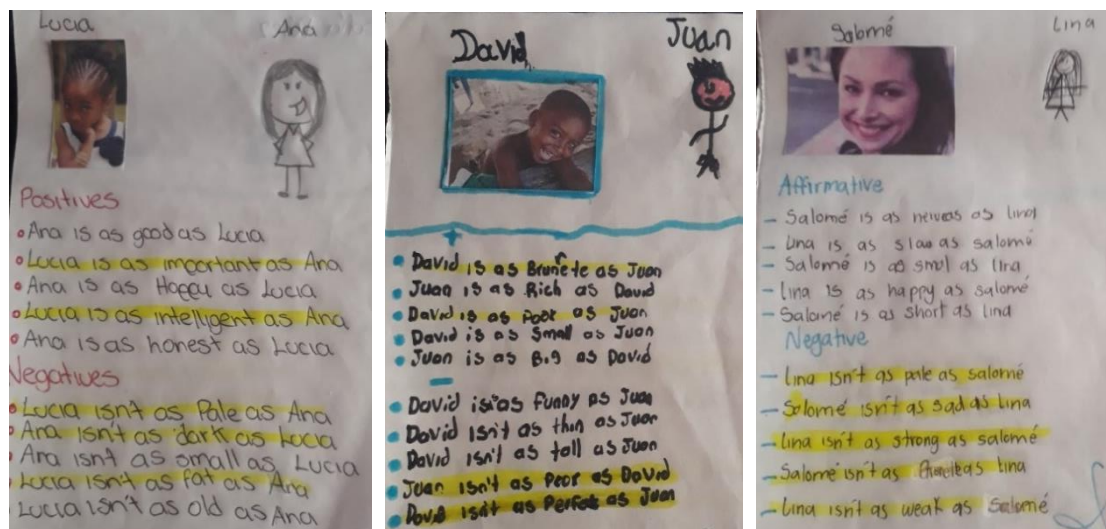 Lucia
Ana
Positives
Ana is as good as Lucia
Lucia is as important as Ana
Ana is as Happy as Lucia
Lucia is as intelligent as Ana
Ana is as honest as Lucia
Negatives
Lucia isn't as Pale as Ana
Ana isn't as dark as Lucia
Ana isn't as small as Lucia
Lucia isn't as fat as Ana
Lucia isn't as old as Ana
David
Juan
+
David is as Brunete as Juan
Juan is as Rich as David
David is as Poor as Juan
David is as Small as Juan
Juan is as Big as David
-
David is as Funny as Juan
David isn't as thin as Juan
David isn't as tall as Juan
Juan isn't as Peor as David
David isn't as Perfet as Juan
Salomé
Lina
Affirmative
- Salomé is as as lina
- Lina is as slow as salomé
- Salomé is as smol as lina
- Lina is as happy as salomé
- Salomé is as short as lina
Negative
- Lina isn't as pale as salomé
- Salomé isn't as sad as lina
- Lina isn't as strong as salomé
- Salomé isn't as as lina
- Lina isn't as weak as Salomé